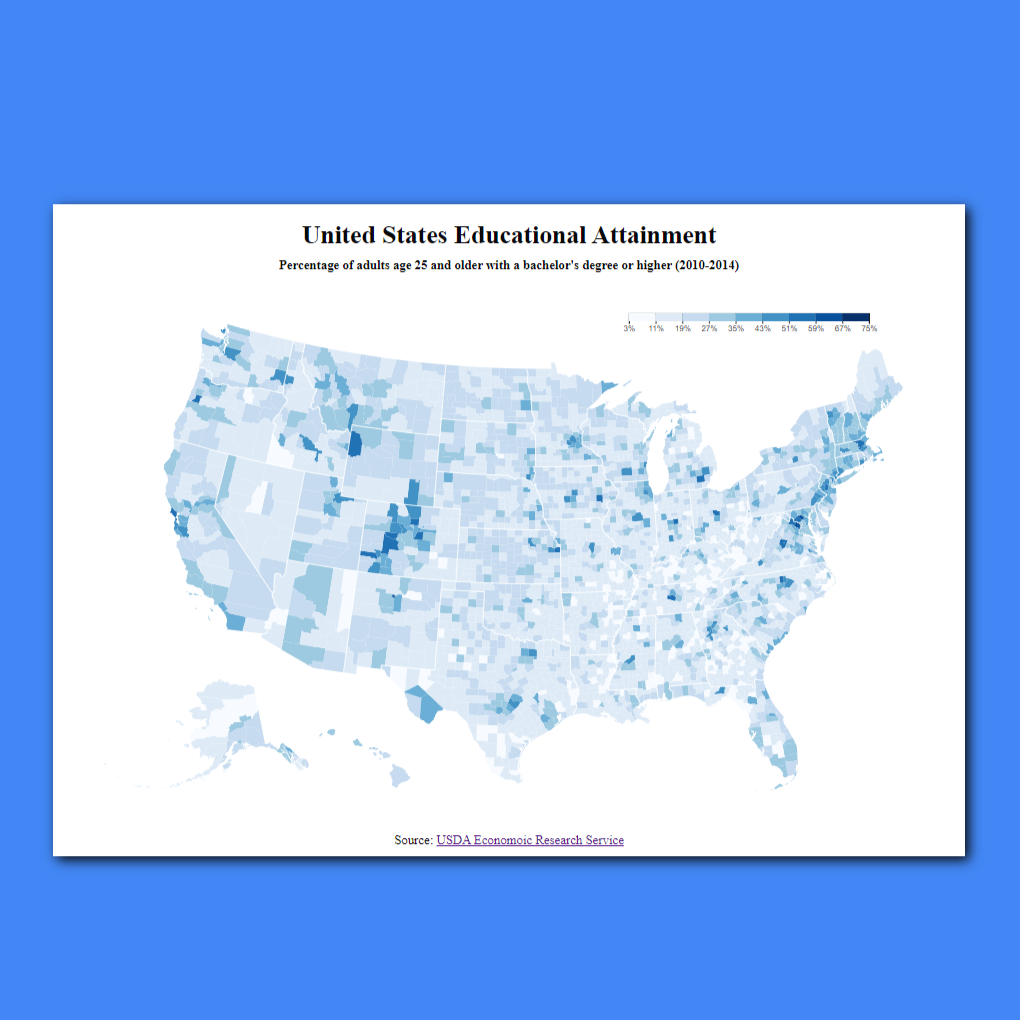 United States Educational Attainment
Percentage of adults age 25 and older with a bachelor's degree or higher (2010-2014)
3% 11% 19% 27% 35% 43% 51% 59% 67% 75%
Source: USDA Economoic Research Service